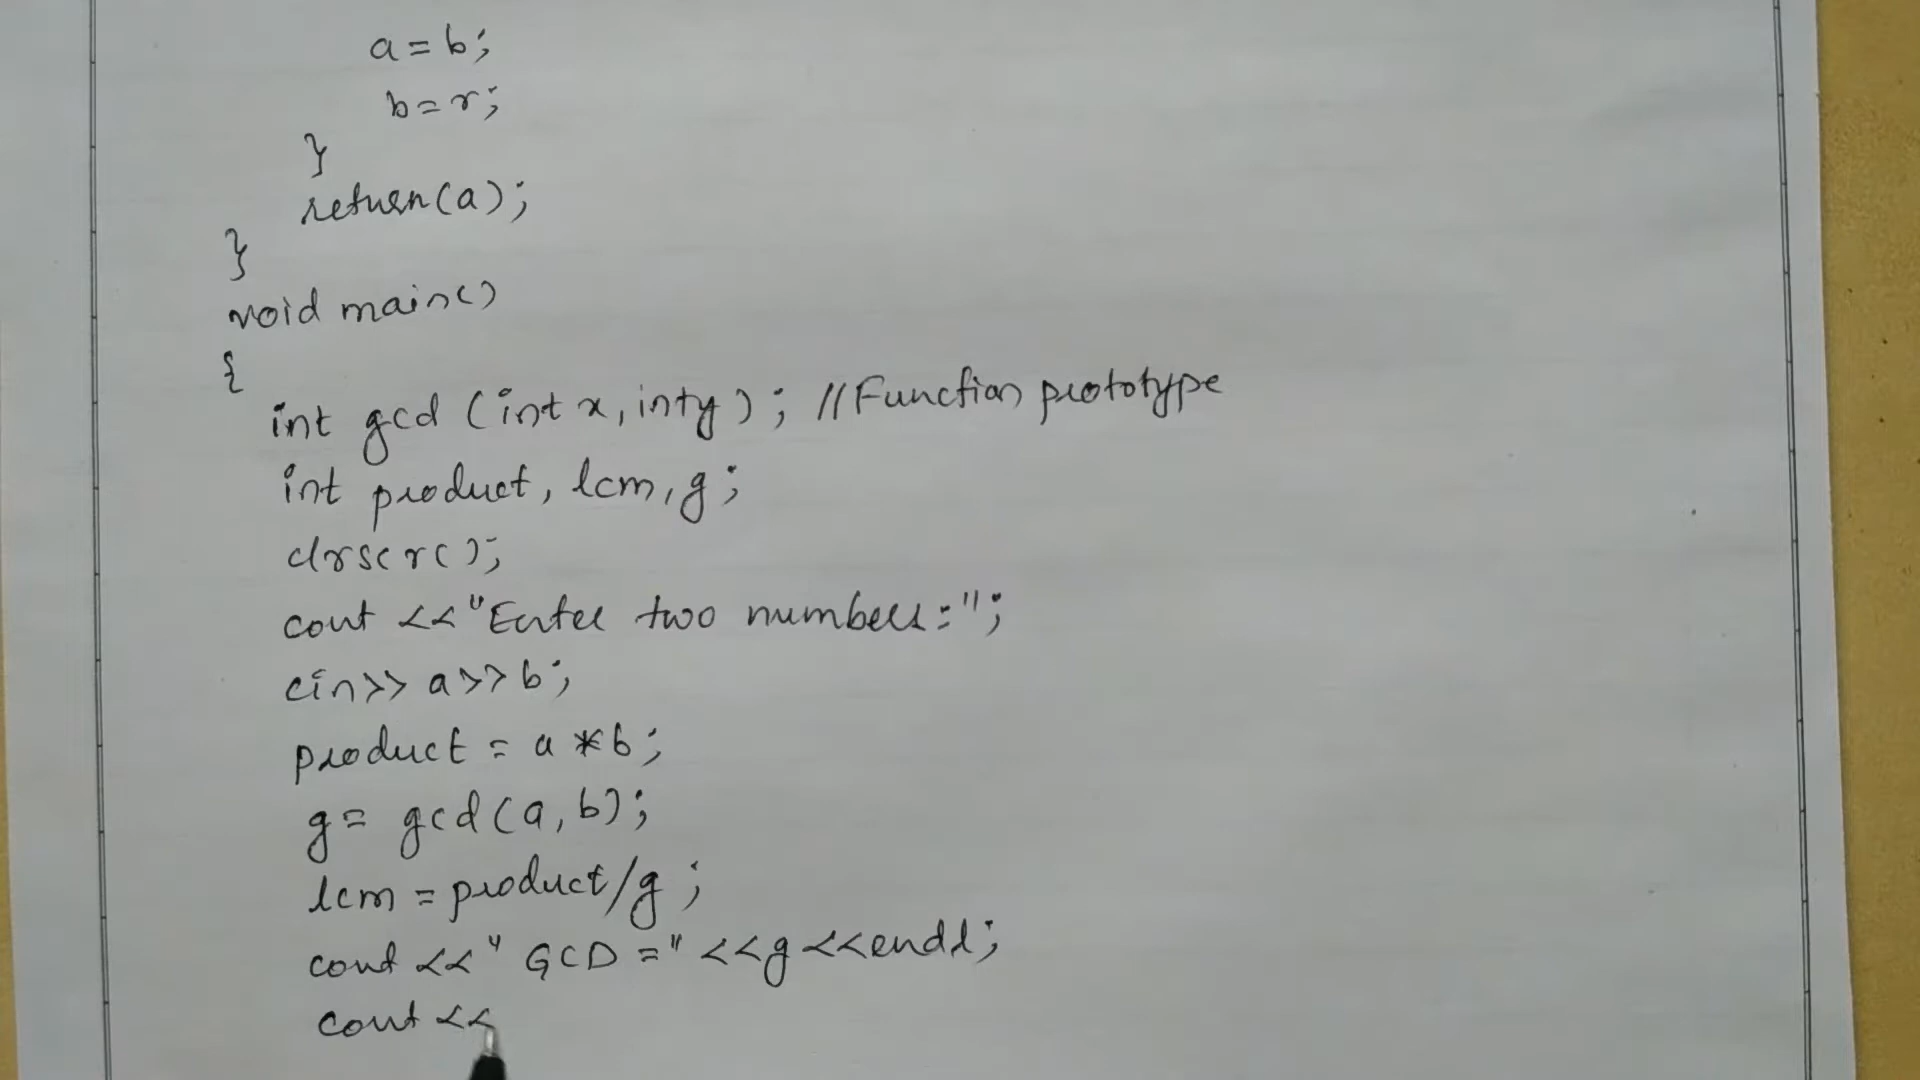 a=b;
b=r;
}
return(a);
}
void main()
{
int gcd (int x, int y); //Function prototype
int product, lcm, g;
clrscr();
cout <<"Enter two numbers:";
cin>> a>>b;
product = a *b;
g= gcd(a, b);
lcm = product/g;
cout <<" GCD =" <<g <<endl;
cout <<